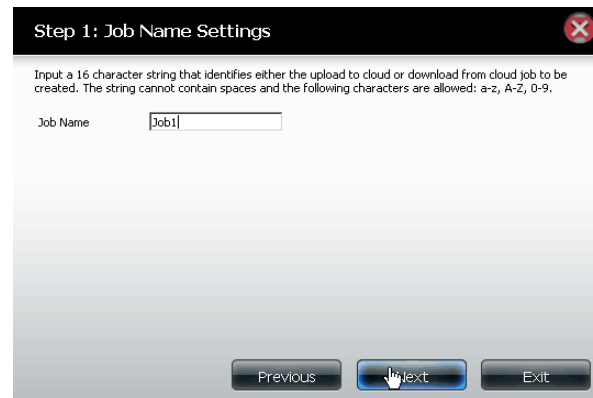 Step 1: Job Name Settings
Input a 16 character string that identifies either the upload to cloud or download from cloud job to be
created. The string cannot contain spaces and the following characters are allowed: a-z, A-Z, 0-9.
Job Name Job1
Previous Next Exit